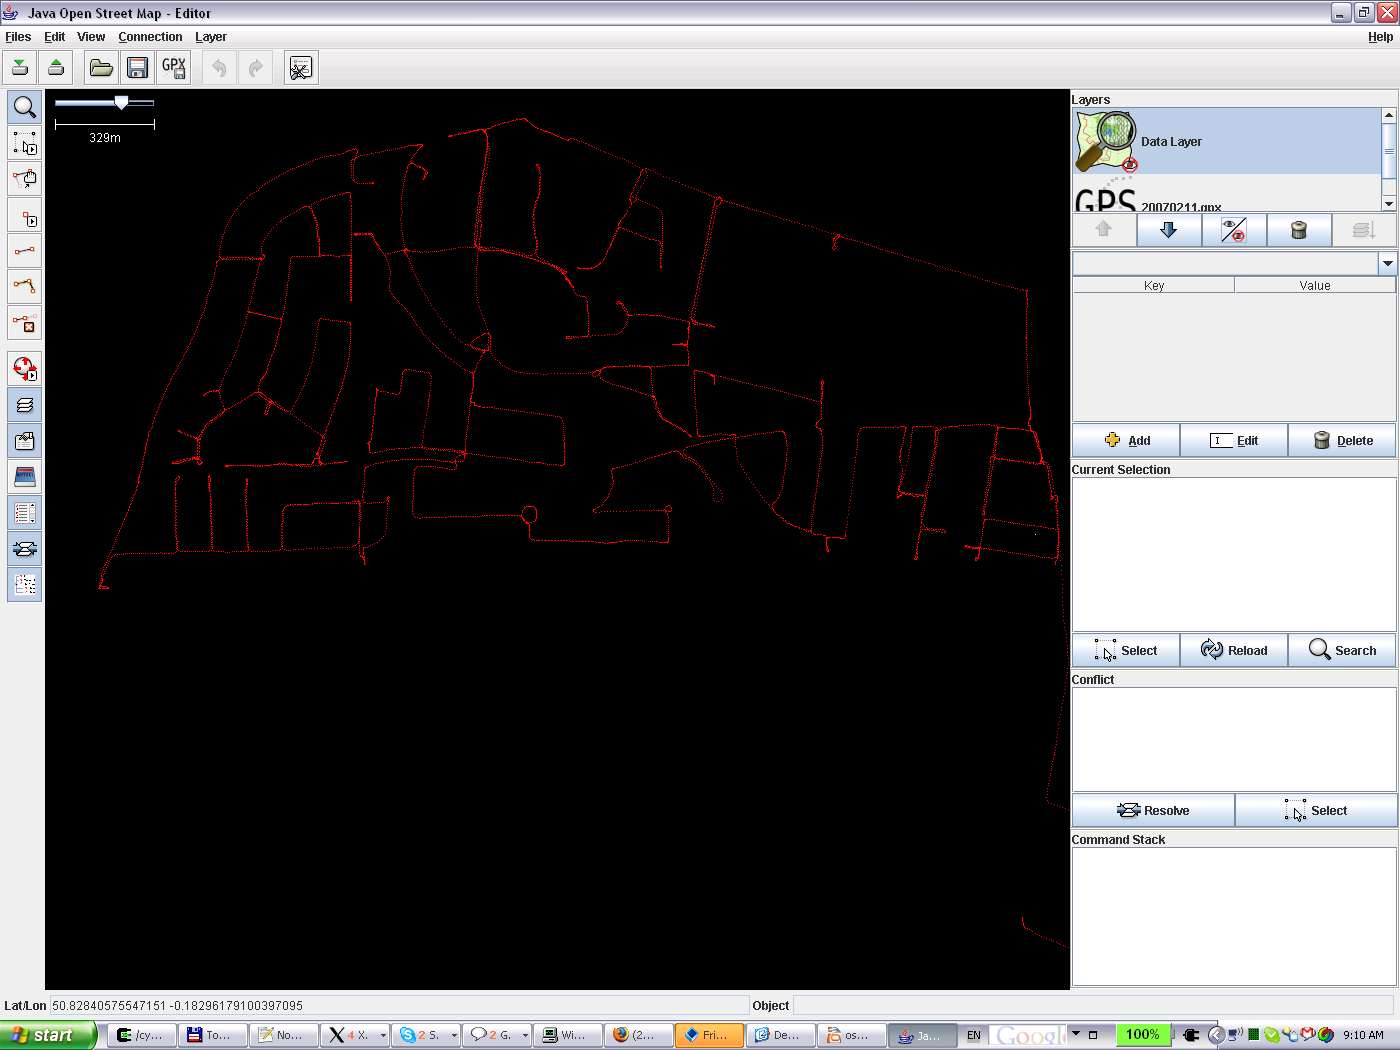 Java Open Street Map - Editor
Files Edit View Connection Layer Help
GPX
329m
Layers
Data Layer
GPS 20070211.gpx
Key Value
Add Edit Delete
Current Selection
Select Reload Search
Conflict
Resolve Select
Command Stack
Lat/Lon 50.82840575547151 -0.18296179100397095 Object
start /cy... To... No... 4 X. 2 S. 2 G. Wi... (2... Fri... De... os... Ja... EN Google 100% 9:10 AM